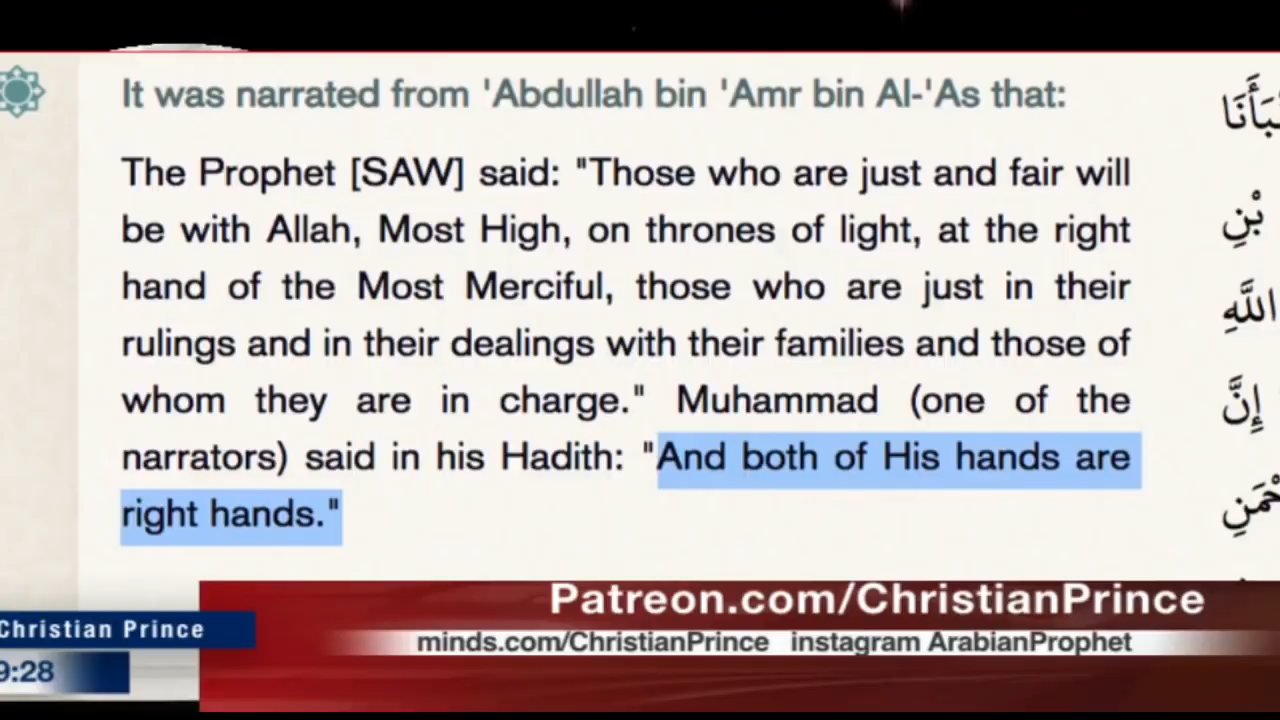 It was narrated from 'Abdullah bin 'Amr bin Al-'As that:
The Prophet [SAW] said: "Those who are just and fair will
be with Allah, Most High, on thrones of light, at the right
hand of the Most Merciful, those who are just in their
rulings and in their dealings with their families and those of
whom they are in charge." Muhammad (one of the
narrators) said in his Hadith: "And both of His hands are
right hands."
بْنِ
اللَّهِ
إِنَّ
Patreon.com/ChristianPrince
Christian Prince
minds.com/ChristianPrince instagram ArabianProphet
9:28